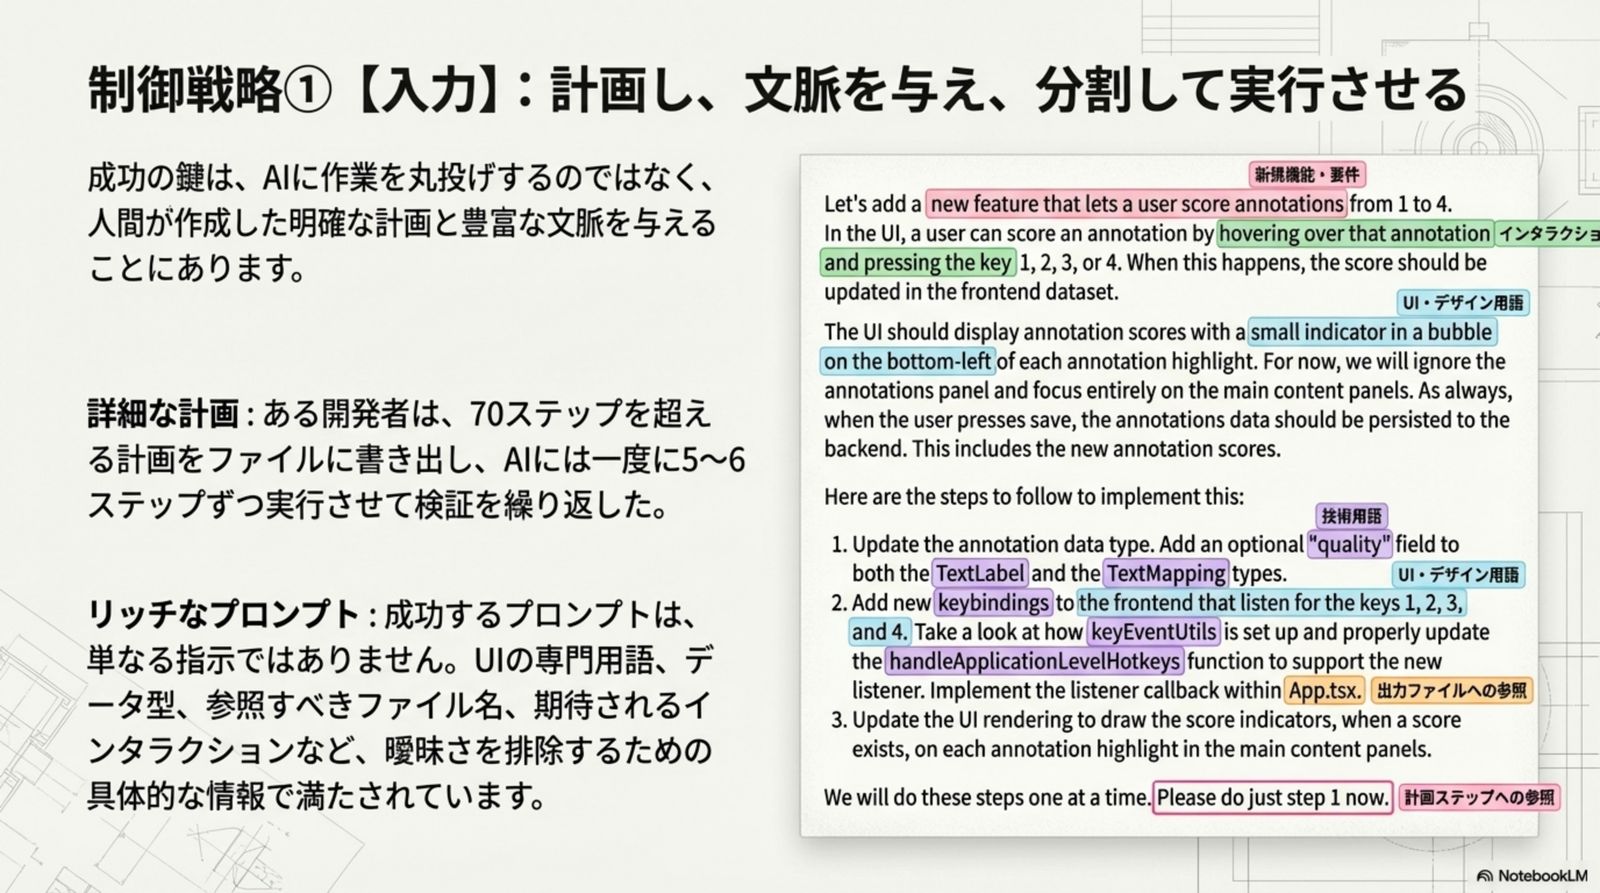 制御戦略①【入力】：計画し、文脈を与え、分割して実行させる
成功の鍵は、AIに作業を丸投げするのではなく、
人間が作成した明確な計画と豊富な文脈を与える
ことにあります。
詳細な計画 : ある開発者は、70ステップを超え
る計画をファイルに書き出し、AIには一度に5〜6
ステップずつ実行させて検証を繰り返した。
リッチなプロンプト : 成功するプロンプトは、
単なる指示ではありません。UIの専門用語、デ
ータ型、参照すべきファイル名、期待されるイ
ンタラクションなど、曖昧さを排除するための
具体的な情報で満たされています。
新規機能・要件
Let's add a new feature that lets a user score annotations from 1 to 4.
In the UI, a user can score an annotation by hovering over that annotation インタラクショ
and pressing the key 1, 2, 3, or 4. When this happens, the score should be
updated in the frontend dataset.
UI・デザイン用語
The UI should display annotation scores with a small indicator in a bubble
on the bottom-left of each annotation highlight. For now, we will ignore the
annotations panel and focus entirely on the main content panels. As always,
when the user presses save, the annotations data should be persisted to the
backend. This includes the new annotation scores.
Here are the steps to follow to implement this:
技術用語
1. Update the annotation data type. Add an optional "quality" field to
both the TextLabel and the TextMapping types.
UI・デザイン用語
2. Add new keybindings to the frontend that listen for the keys 1, 2, 3,
and 4. Take a look at how keyEventUtils is set up and properly update
the handleApplicationLevelHotkeys function to support the new
listener. Implement the listener callback within App.tsx. 出力ファイルへの参照
3. Update the UI rendering to draw the score indicators, when a score
exists, on each annotation highlight in the main content panels.
We will do these steps one at a time. Please do just step 1 now. 計画ステップへの参照
NotebookLM